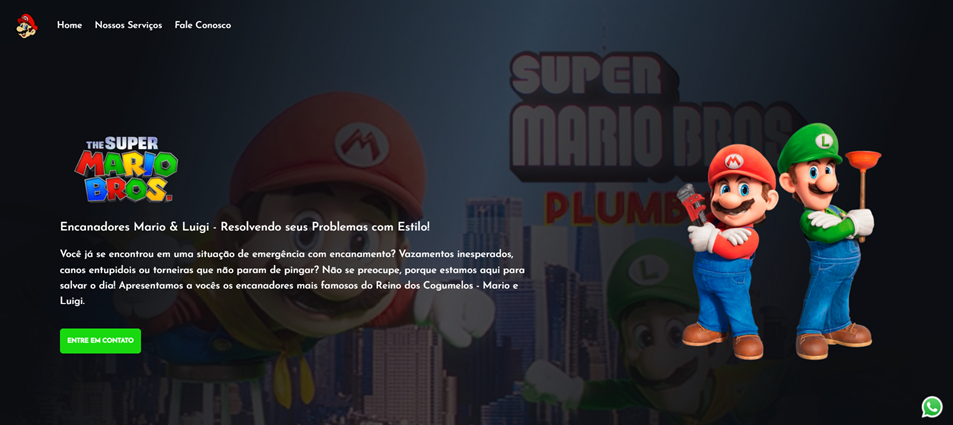 Home Nossos Serviços Fale Conosco
SUPER
MARIO BROS
PLUMB
THE SUPER
MARIO
BROS.
Encanadores Mario & Luigi - Resolvendo seus Problemas com Estilo!
Você já se encontrou em uma situação de emergência com encanamento? Vazamentos inesperados,
canos entupidois ou torneiras que não param de pingar? Não se preocupe, porque estamos aqui para
salvar o dia! Apresentamos a vocês os encanadores mais famosos do Reino dos Cogumelos - Mario e
Luigi.
ENTRE EM CONTATO
M
M
L